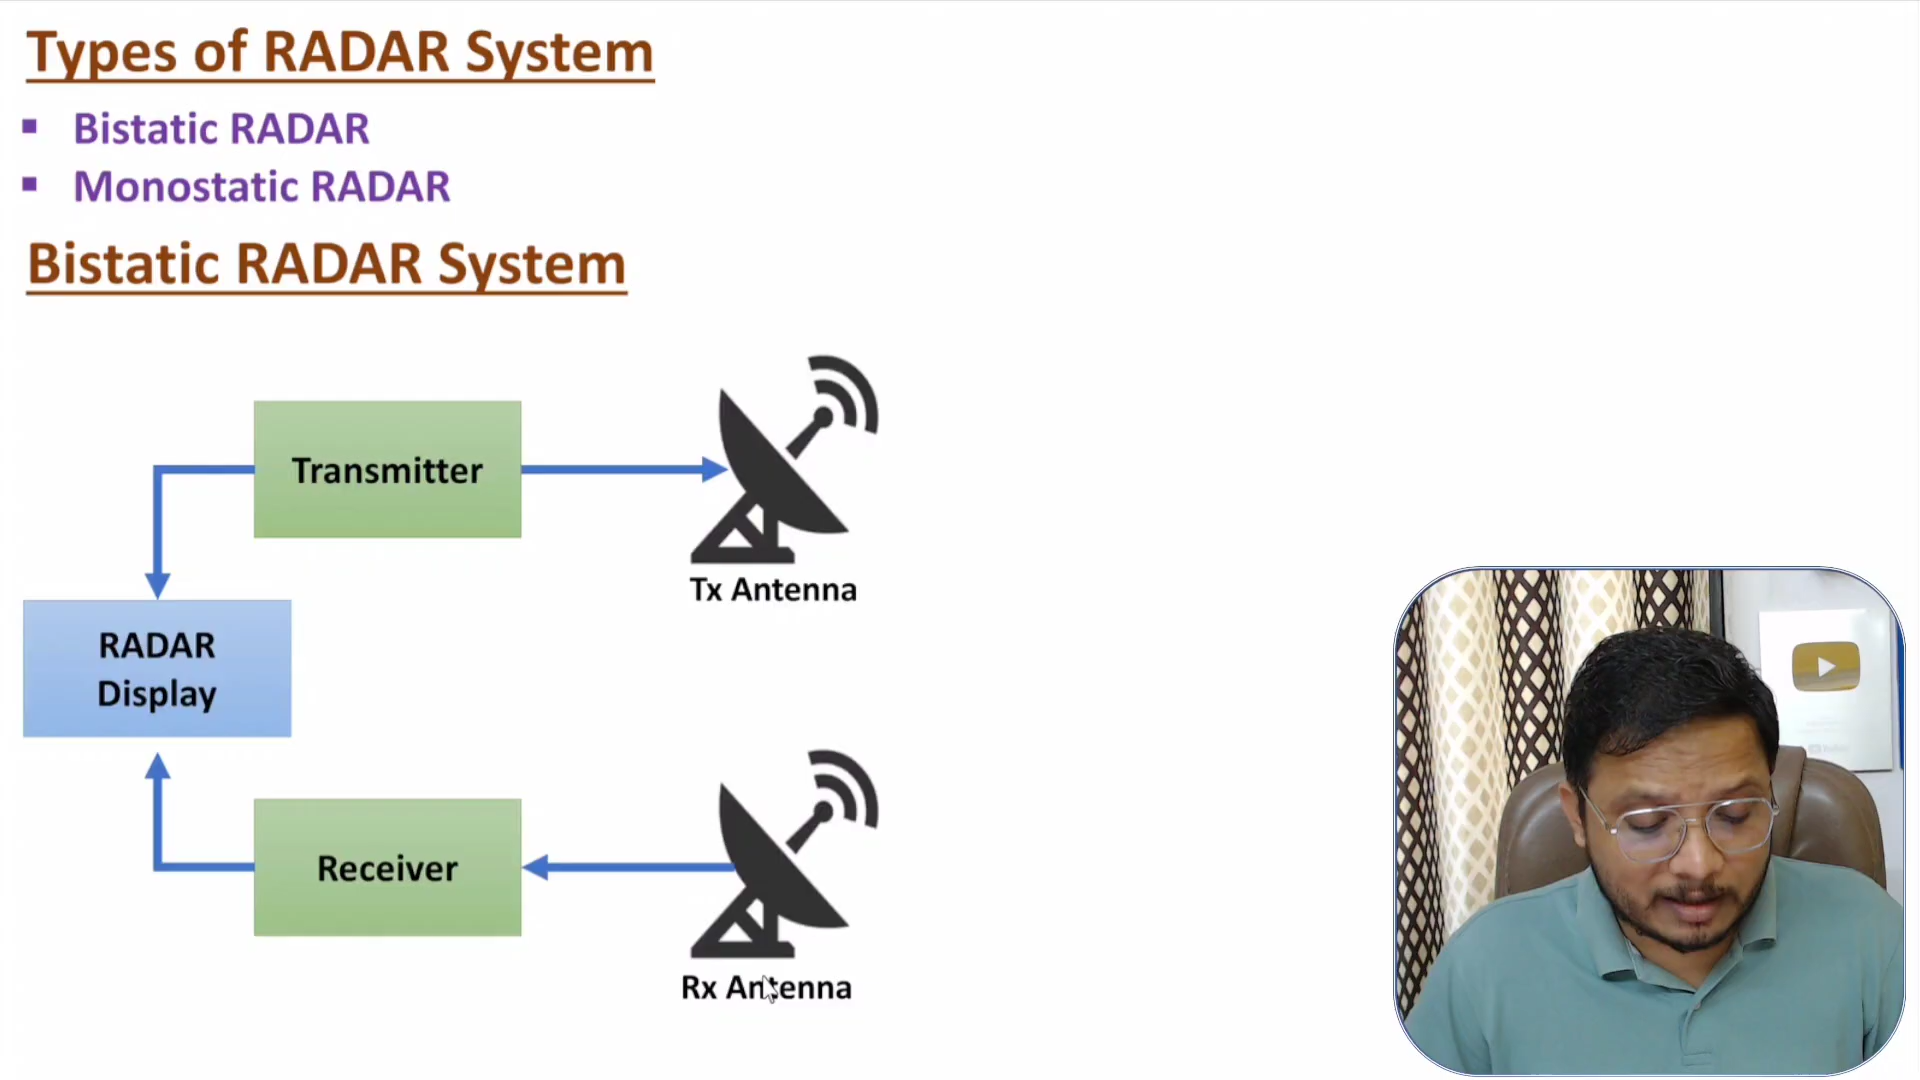 Types of RADAR System
▪ Bistatic RADAR
▪ Monostatic RADAR
Bistatic RADAR System
Transmitter
Tx Antenna
RADAR
Display
Receiver
Rx Antenna